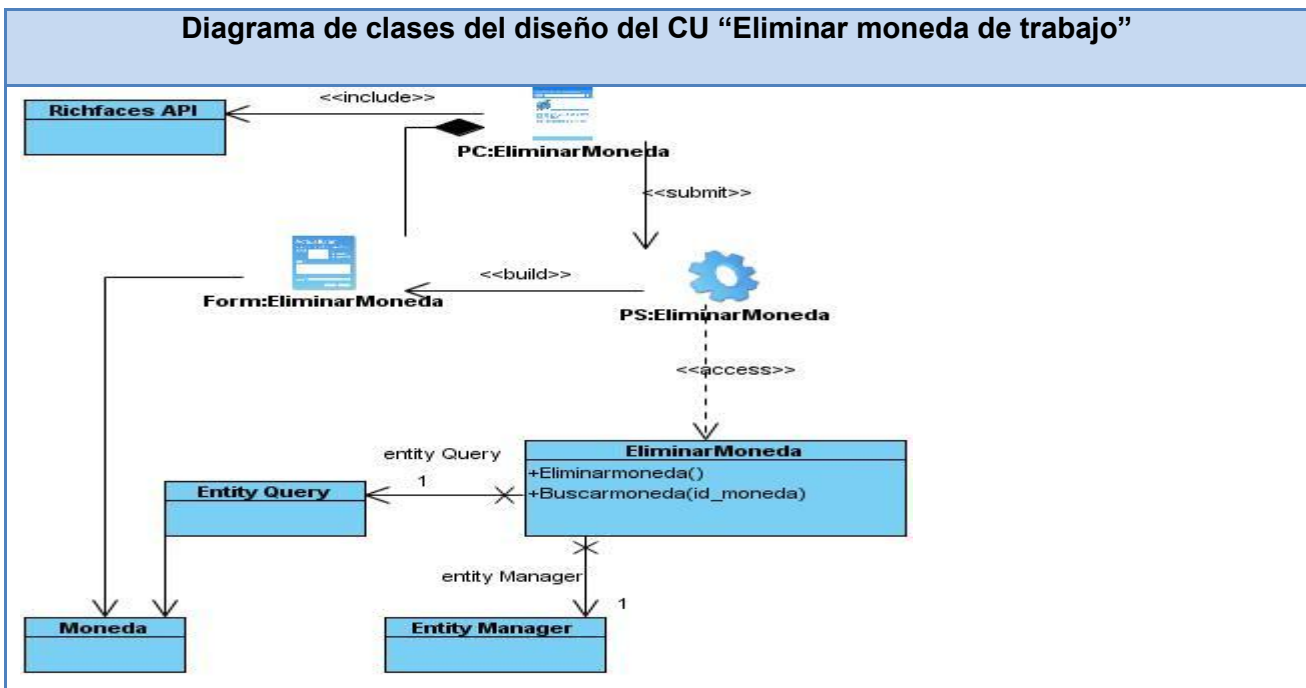 Diagrama de clases del diseño del CU “Eliminar moneda de trabajo”
<<include>>
Richfaces API
PC:EliminarMoneda
<<submit>>
<<build>>
Form:EliminarMoneda
PS:EliminarMoneda
<<access>>
entity Query
1
EliminarMoneda
+Eliminarmoneda()
+Buscarmoneda(id_moneda)
Entity Query
entity Manager
1
Moneda
Entity Manager